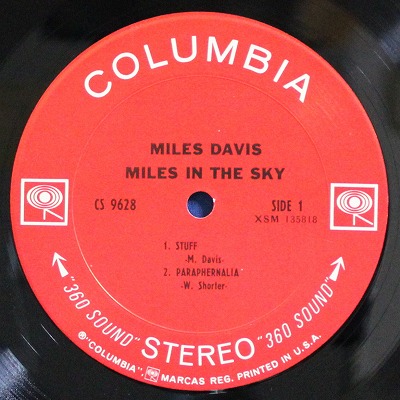 COLUMBIA
MILES DAVIS
MILES IN THE SKY
CS 9628
SIDE 1
XSM 135818
1. STUFF
-M. Davis-
2. PARAPHERNALIA
-W. Shorter-
"360 SOUND" STEREO "360 SOUND"
®"COLUMBIA", MARCAS REG. PRINTED IN U.S.A.